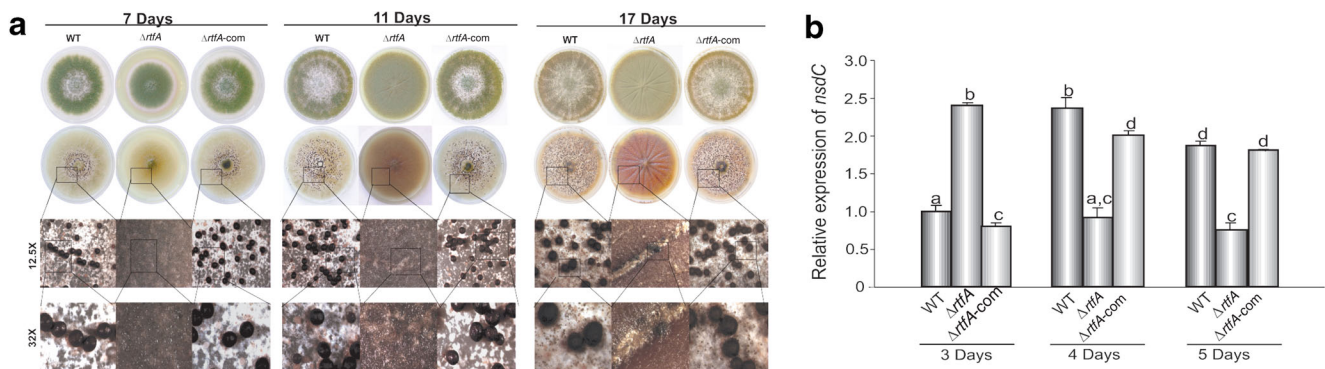 a
7 Days
11 Days
17 Days
WT ΔrtfA ΔrtfA-com
WT ΔrtfA ΔrtfA-com
WT ΔrtfA ΔrtfA-com
12.5X
32X
b
Relative expression of nsdC
3.0
2.5
2.0
1.5
1.0
0.5
0
a b c
b a,c d
d c d
WT ΔrtfA ΔrtfA-com
WT ΔrtfA ΔrtfA-com
WT ΔrtfA ΔrtfA-com
3 Days
4 Days
5 Days